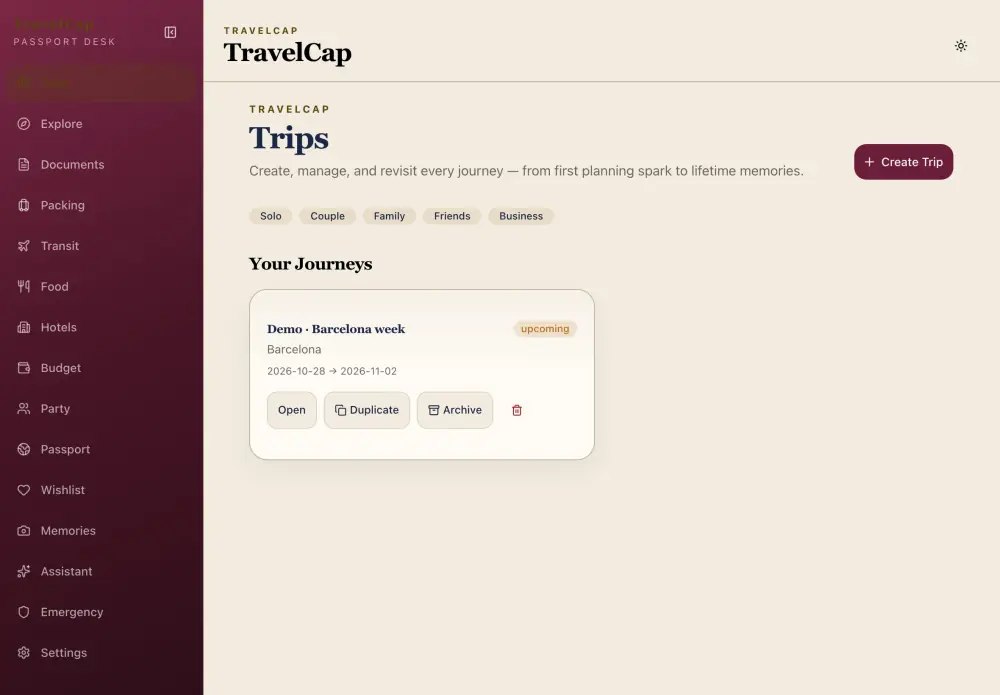 TravelCap
PASSPORT DESK
Trips
Explore
Documents
Packing
Transit
Food
Hotels
Budget
Party
Passport
Wishlist
Memories
Assistant
Emergency
Settings
TRAVELCAP
TravelCap
TRAVELCAP
Trips
Create, manage, and revisit every journey — from first planning spark to lifetime memories.
+ Create Trip
Solo Couple Family Friends Business
Your Journeys
Demo · Barcelona week
upcoming
Barcelona
2026-10-28 → 2026-11-02
Open Duplicate Archive